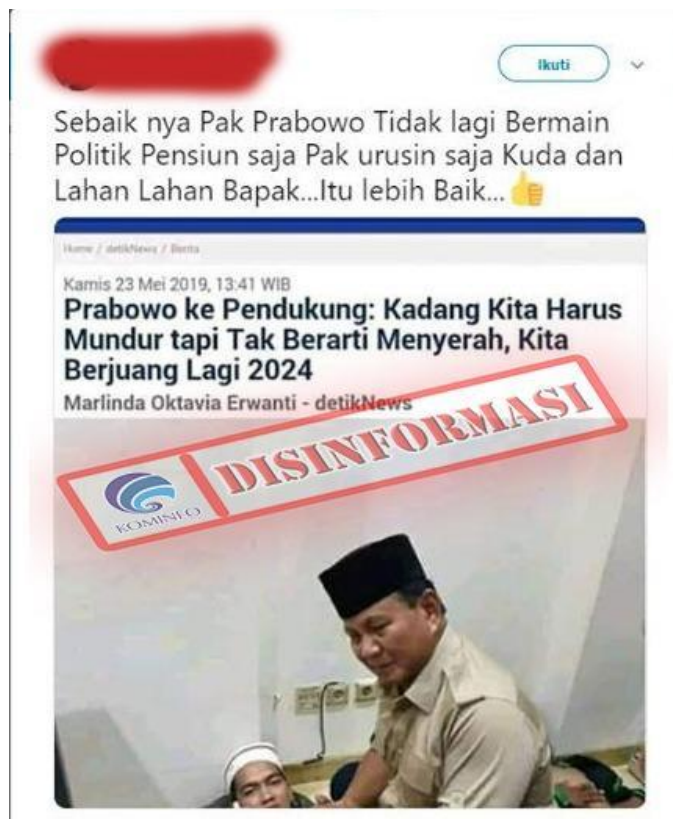 Ikuti
Sebaik nya Pak Prabowo Tidak lagi Bermain
Politik Pensiun saja Pak urusin saja Kuda dan
Lahan Lahan Bapak...Itu lebih Baik...👍
Home / detikNews / Berita
Kamis 23 Mei 2019, 13:41 WIB
Prabowo ke Pendukung: Kadang Kita Harus
Mundur tapi Tak Berarti Menyerah, Kita
Berjuang Lagi 2024
Marlinda Oktavia Erwanti - detikNews
DISINFORMASI
KOMINFO